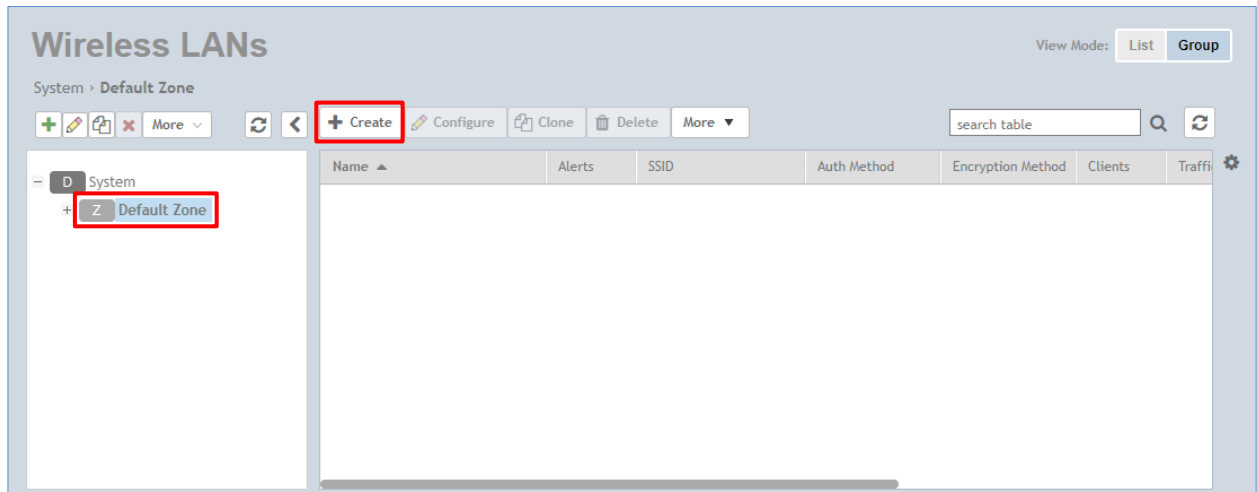 Wireless LANs
View Mode: List Group
System › Default Zone
More
Create Configure Clone Delete More
search table
Name Alerts SSID Auth Method Encryption Method Clients
D System
Z Default Zone